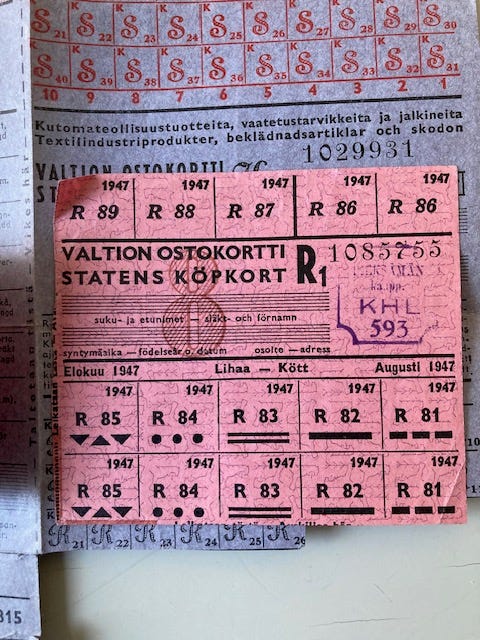 K K K K K K K K
S 21 S 22 S 23 S 24 S 25 S 26 S 27 S 28 S 29 S 30
K K K K K K K K K
S 40 S 39 S 38 S 37 S 36 S 35 S 34 S 33 S 32 S 31
10 9 8 7 6 5 4 3 2 1
Kutomateollisuustuotteita, vaatetustarvikkeita ja jalkineita
Textilindustriprodukter, beklädnadsartiklar och skodon
VALTION OSTOKORTTI K 1029931
ST
1947 1947 1947 1947 1947
R 89 R 88 R 87 R 86 R 86
VALTION OSTOKORTTI R1 1085755
STATENS KÖPKORT
8
KHL
593
suku- ja etunimet — släkt- och förnamn
syntymäaika — födelseår o. datum osoite — adress
Elokuu 1947 Lihaa — Kött Augusti 1947
1947 1947 1947 1947 1947
R 85 R 84 R 83 R 82 R 81
1947 1947 1947 1947 1947
R 85 R 84 R 83 R 82 R 81
R 21 R 22 R 23 R 24 R 25
315